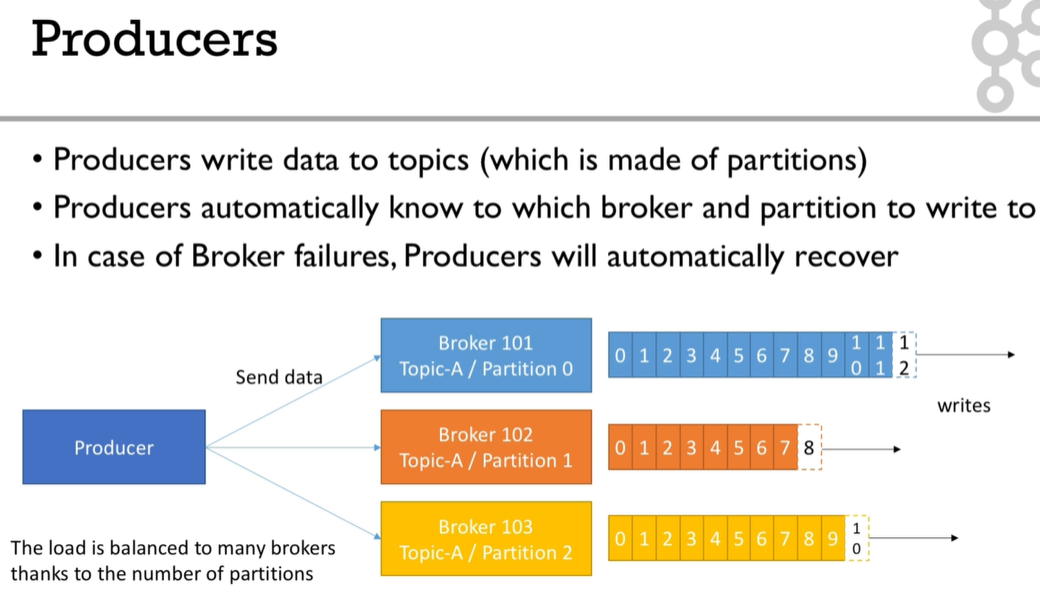 Producers
• Producers write data to topics (which is made of partitions)
• Producers automatically know to which broker and partition to write to
• In case of Broker failures, Producers will automatically recover
Send data
Producer
The load is balanced to many brokers
thanks to the number of partitions
Broker 101
Topic-A / Partition 0
0 1 2 3 4 5 6 7 8 9 10 11 12
writes
Broker 102
Topic-A / Partition 1
0 1 2 3 4 5 6 7 8
Broker 103
Topic-A / Partition 2
0 1 2 3 4 5 6 7 8 9 10